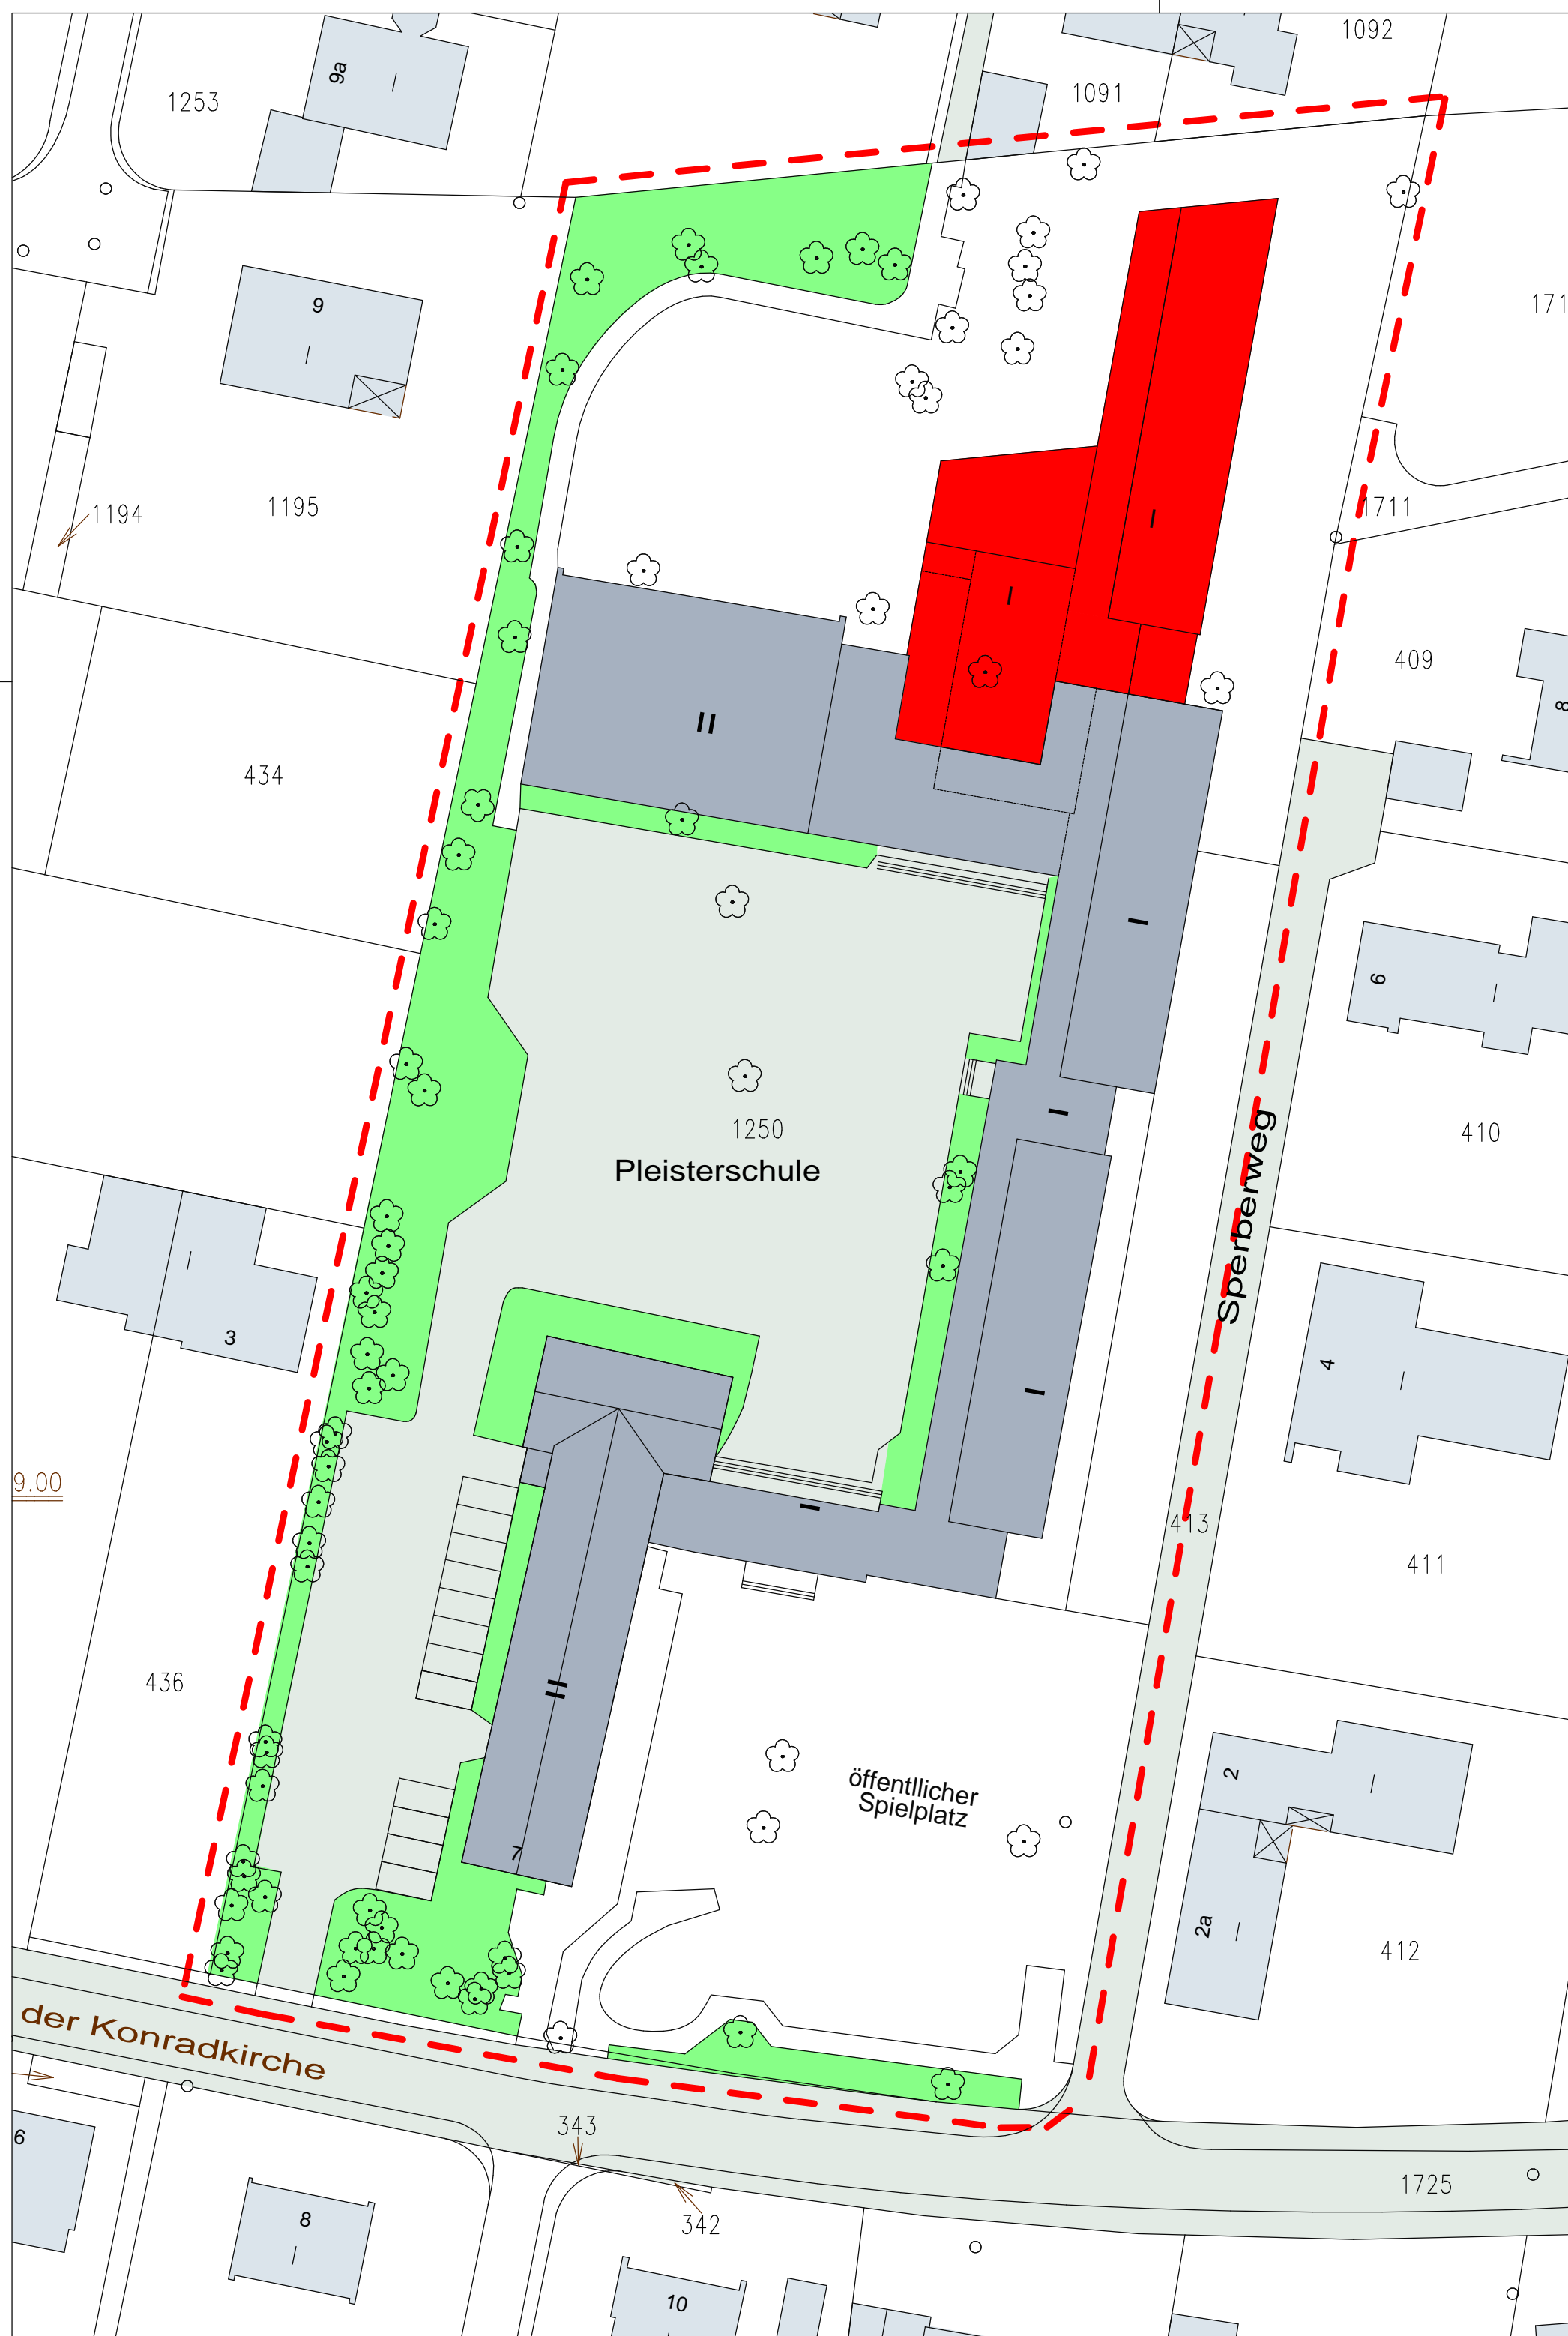 1092
9a
1253
1091
9
171
1194
1195
1711
I
I
409
8
II
434
I
6
I
410
1250
Pleisterschule
Sperberweg
3
4
I
9.00
I
413
411
436
II
2
öffentllicher
Spielplatz
7
2a
412
der Konradkirche
343
6
1725
8
342
10